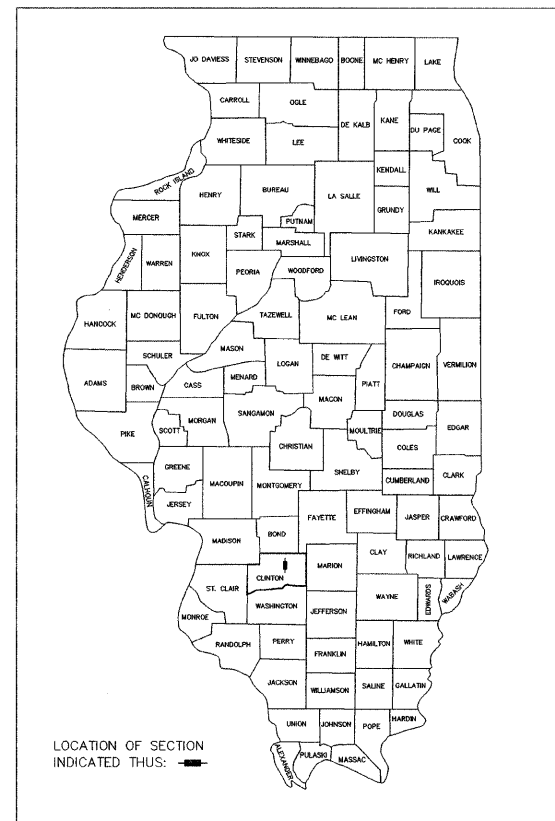 JO DAVIESS STEVENSON WINNEBAGO BOONE MC HENRY LAKE
CARROLL OGLE DE KALB KANE DU PAGE COOK
WHITESIDE LEE
ROCK ISLAND HENRY BUREAU LA SALLE KENDALL WILL
MERCER PUTNAM GRUNDY
STARK MARSHALL KANKAKEE
HENDERSON WARREN KNOX PEORIA WOODFORD LIVINGSTON IROQUOIS
HANCOCK MC DONOUGH FULTON TAZEWELL MC LEAN FORD
SCHULER MASON
ADAMS BROWN CASS MENARD LOGAN DE WITT PIATT CHAMPAIGN VERMILION
MACON
PIKE SCOTT MORGAN SANGAMON CHRISTIAN MOULTRIE DOUGLAS EDGAR
COLES
CALHOUN GREENE MACOUPIN MONTGOMERY SHELBY CUMBERLAND CLARK
JERSEY FAYETTE EFFINGHAM JASPER CRAWFORD
MADISON BOND CLAY RICHLAND LAWRENCE
ST. CLAIR CLINTON MARION WAYNE EDWARDS WABASH
MONROE WASHINGTON JEFFERSON
RANDOLPH PERRY FRANKLIN HAMILTON WHITE
JACKSON WILLIAMSON SALINE GALLATIN
UNION JOHNSON POPE HARDIN
ALEXANDER PULASKI MASSAC
LOCATION OF SECTION
INDICATED THUS: